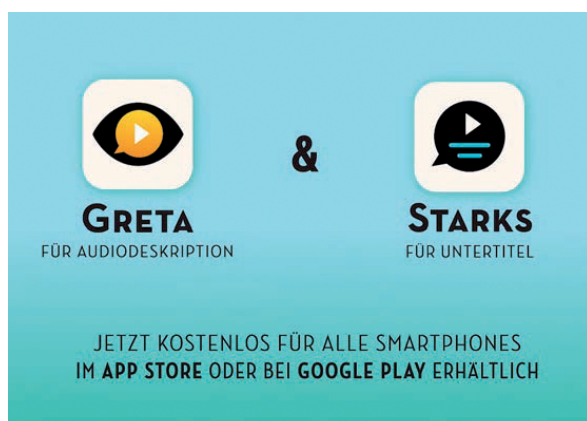 GRETA
FÜR AUDIODESKRIPTION
&
STARKS
FÜR UNTERTITEL
JETZT KOSTENLOS FÜR ALLE SMARTPHONES
IM APP STORE ODER BEI GOOGLE PLAY ERHÄLTLICH